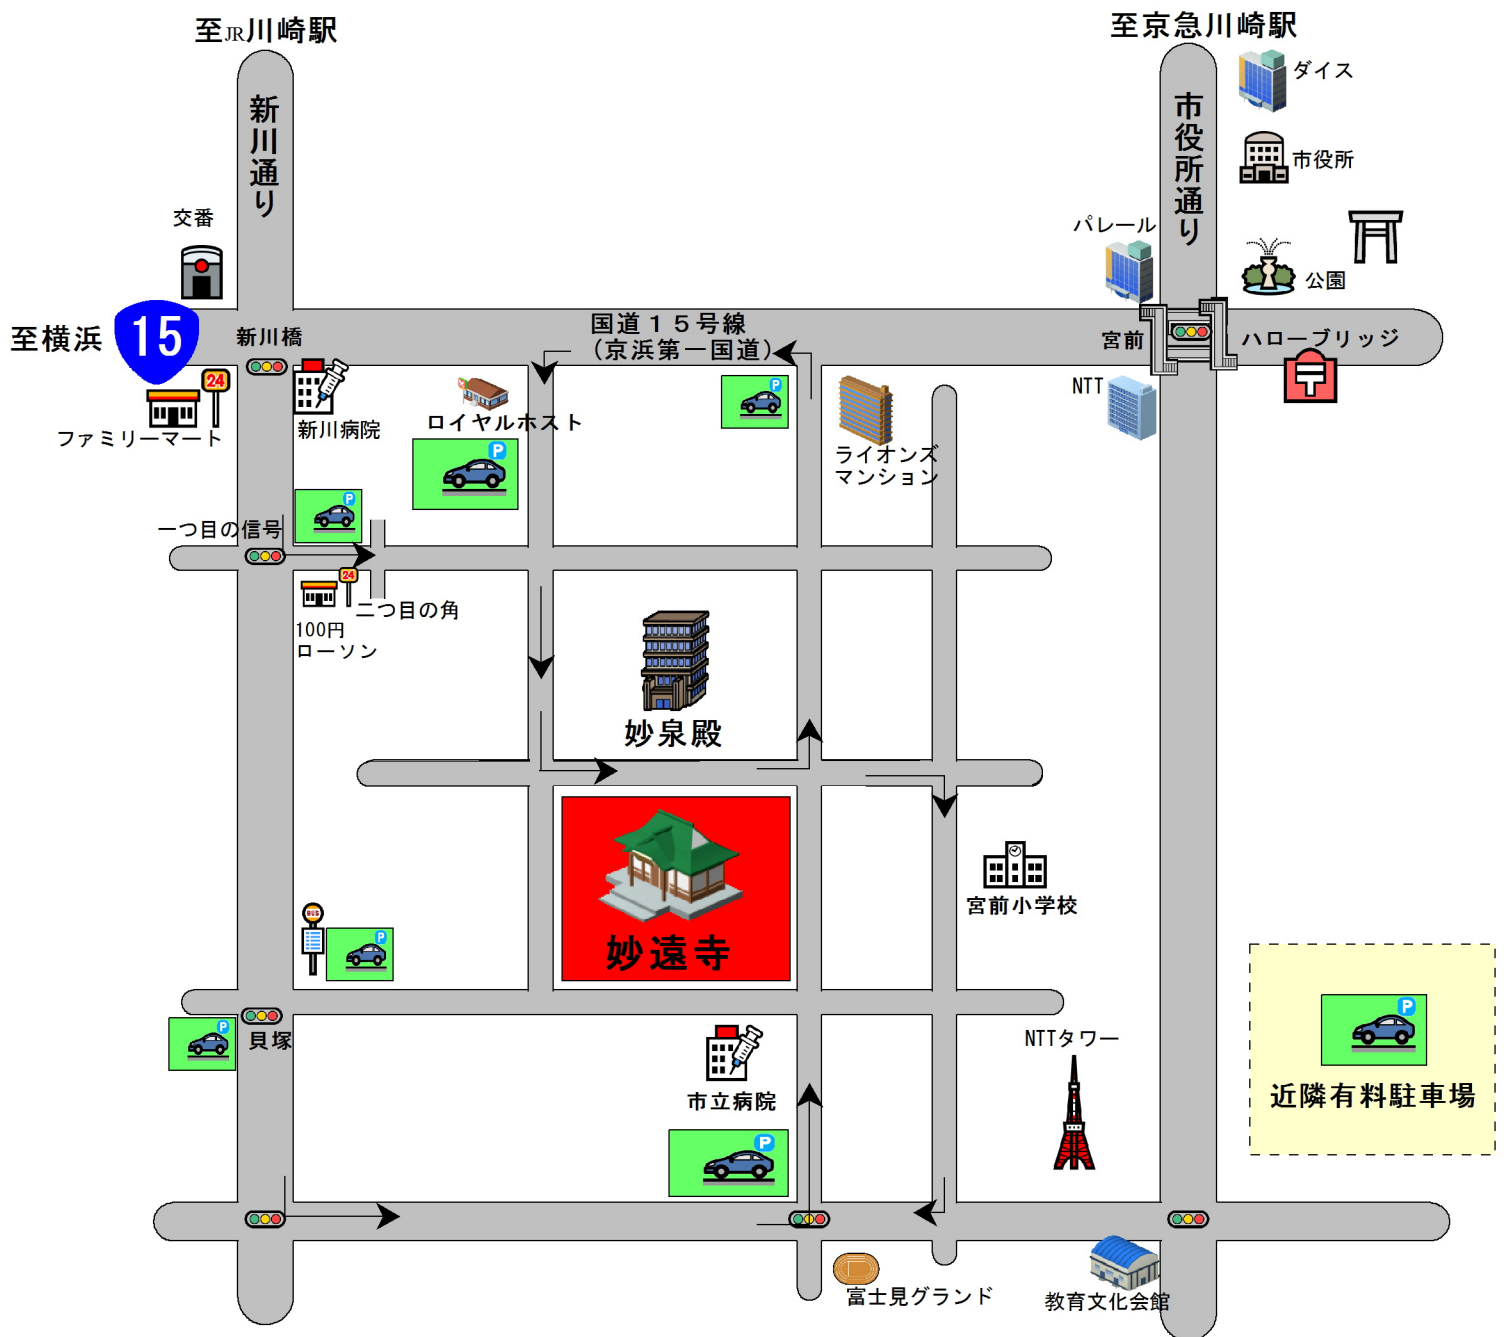 至JR川崎駅
至京急川崎駅
新川通り
市役所通り
ダイス
市役所
交番
パレール
公園
至横浜
15
新川橋
国道15号線
(京浜第一国道)
宮前
ハローブリッジ
24
ファミリーマート
新川病院
ロイヤルホスト
P
P
P
ライオンズ
マンション
NTT
一つ目の信号
24
二つ目の角
100円
ローソン
妙泉殿
妙遠寺
宮前小学校
BUS
P
P
貝塚
市立病院
P
NTTタワー
P
近隣有料駐車場
富士見グランド
教育文化会館